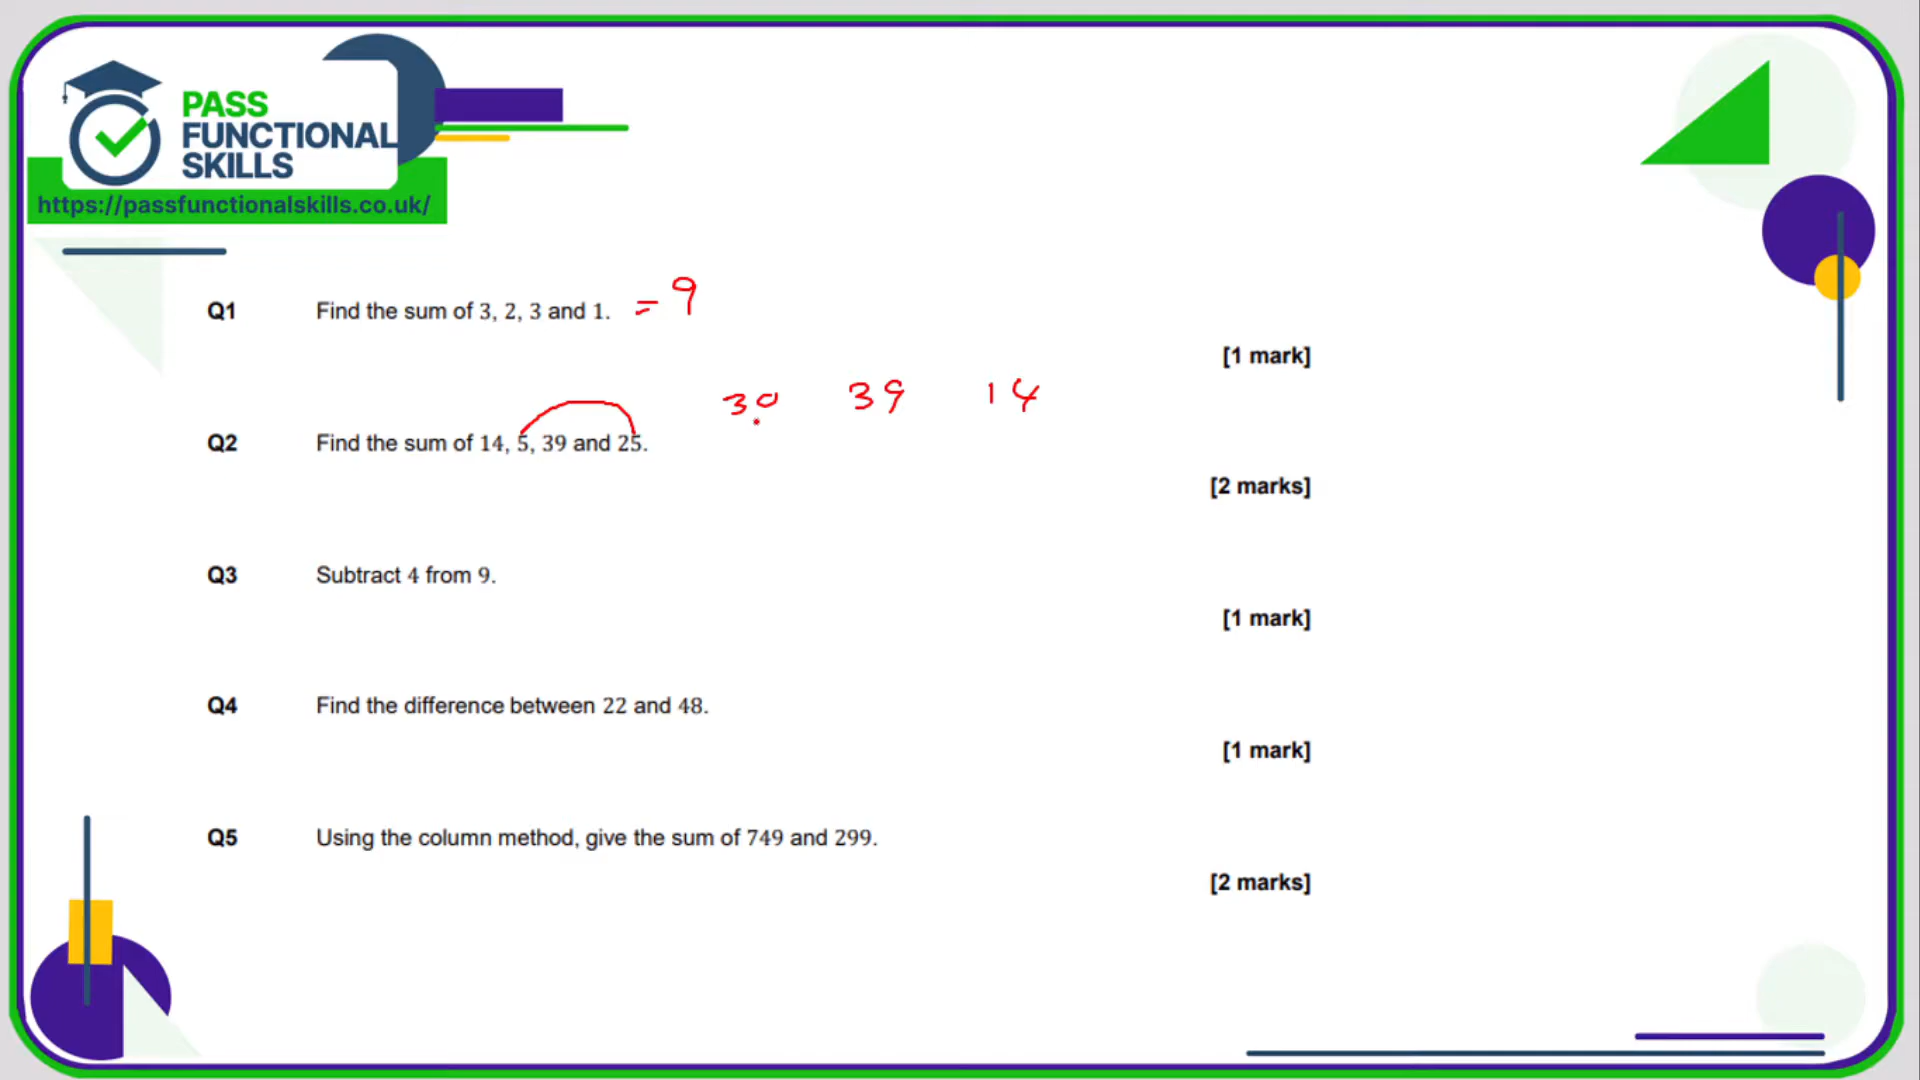 PASS
FUNCTIONAL
SKILLS
https://passfunctionalskills.co.uk/
Q1 Find the sum of 3, 2, 3 and 1. = 9
[1 mark]
30 39 14
Q2 Find the sum of 14, 5, 39 and 25.
[2 marks]
Q3 Subtract 4 from 9.
[1 mark]
Q4 Find the difference between 22 and 48.
[1 mark]
Q5 Using the column method, give the sum of 749 and 299.
[2 marks]